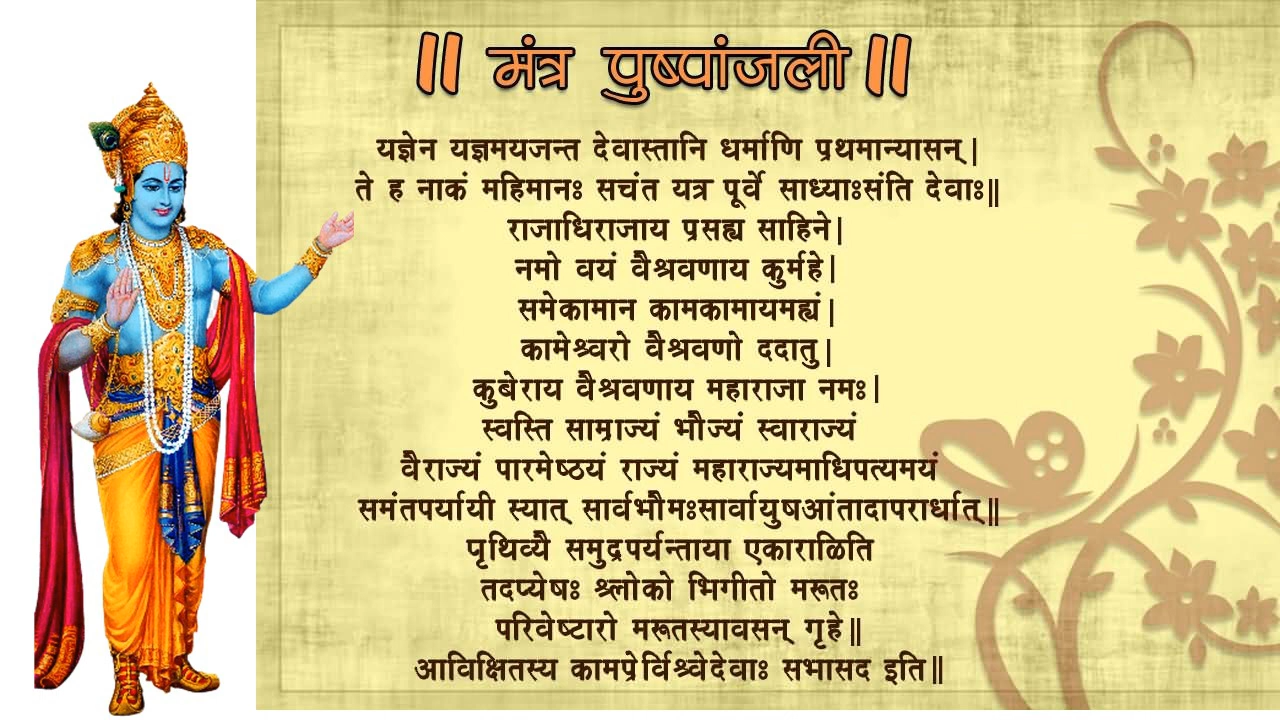 ॥ मंत्र पुष्पांजली ॥
यज्ञेन यज्ञमयजन्त देवास्तानि धर्माणि प्रथमान्यासन्|
ते ह नाकं महिमानः सचंत यत्र पूर्वे साध्याःसंति देवाः॥
राजाधिराजाय प्रसह्य साहिने|
नमो वयं वैश्रवणाय कुर्महे|
समेकामान कामकामायमह्यं|
कामेश्र्वरो वैश्रवणो ददातु|
कुबेराय वैश्रवणाय महाराजा नमः|
स्वस्ति साम्राज्यं भौज्यं स्वाराज्यं
वैराज्यं पारमेष्ठयं राज्यं महाराज्यमाधिपत्यमयं
समंतपर्यायी स्यात् सार्वभौमःसार्वायुषआंतादापरार्धात्॥
पृथिव्यै समुद्रपर्यन्ताया एकाराळिति
तदप्येषः श्लोको भिगीतो मरूतः
परिवेष्टारो मरूतस्यावसन् गृहे॥
आविक्षितस्य कामप्रेर्विश्र्वेदेवाः सभासद इति॥